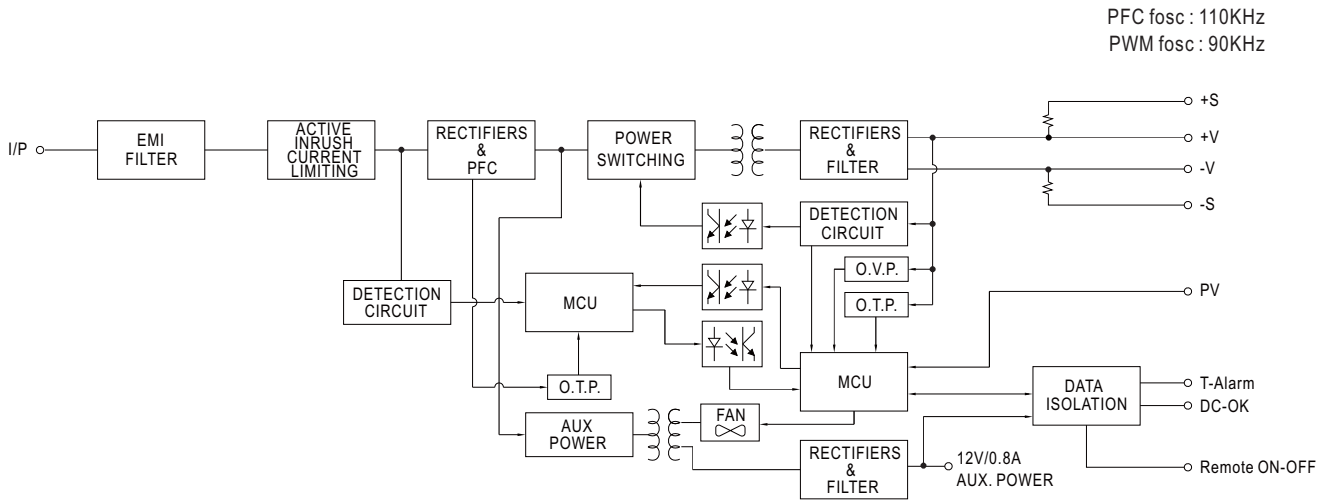 PFC fosc : 110KHz
PWM fosc : 90KHz
I/P
EMI
FILTER
ACTIVE
INRUSH
CURRENT
LIMITING
RECTIFIERS
&
PFC
POWER
SWITCHING
RECTIFIERS
&
FILTER
+S
+V
-V
-S
DETECTION
CIRCUIT
O.V.P.
O.T.P.
DETECTION
CIRCUIT
MCU
PV
O.T.P.
MCU
DATA
ISOLATION
T-Alarm
DC-OK
AUX
POWER
FAN
RECTIFIERS
&
FILTER
12V/0.8A
AUX. POWER
Remote ON-OFF